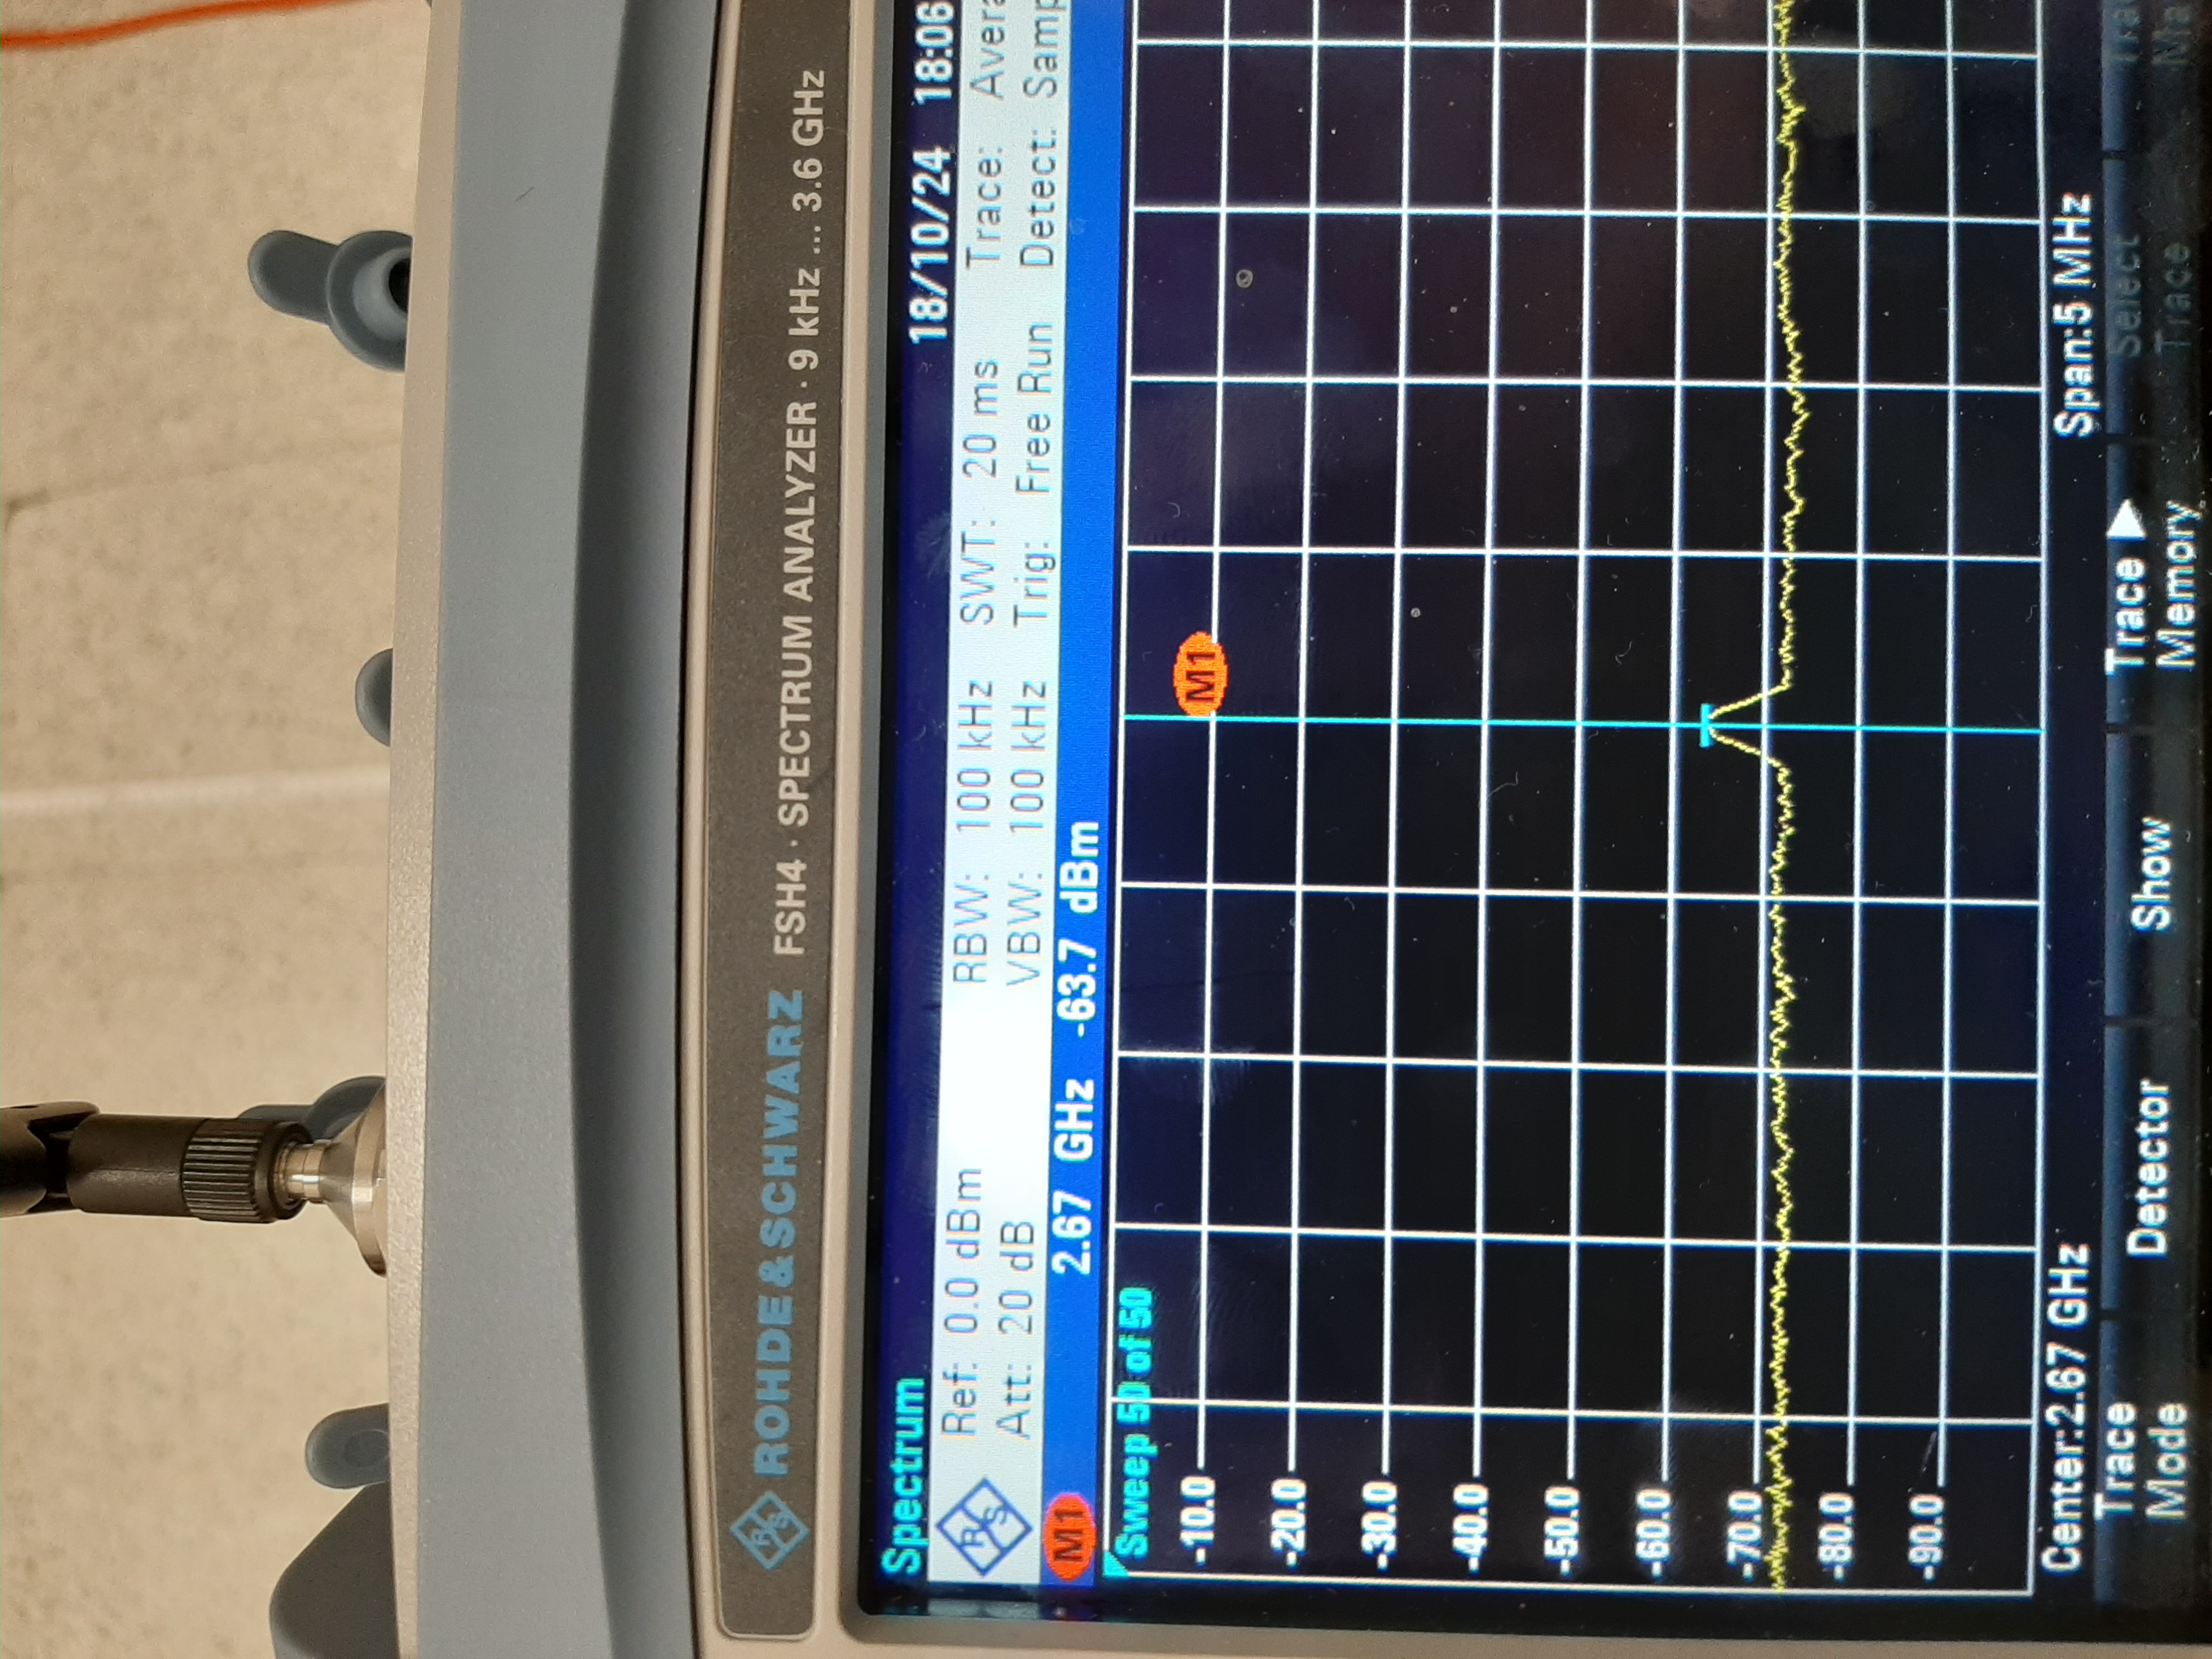 R&S ROHDE&SCHWARZ FSH4 · SPECTRUM ANALYZER · 9 kHz ... 3.6 GHz
Spectrum 18/10/24 18:06
R&S Ref: 0.0 dBm RBW: 100 kHz SWT: 20 ms Trace:
Att: 20 dB VBW: 100 kHz Trig: Free Run Detect:
M1 2.67 GHz -63.7 dBm
Sweep 50 of 50
-10.0 M1
-20.0
-30.0
-40.0
-50.0
-60.0
-70.0
-80.0
-90.0
Center:2.67 GHz Span:5 MHz
Trace Mode
Detector
Show
Trace ▶ Memory
Select Trace